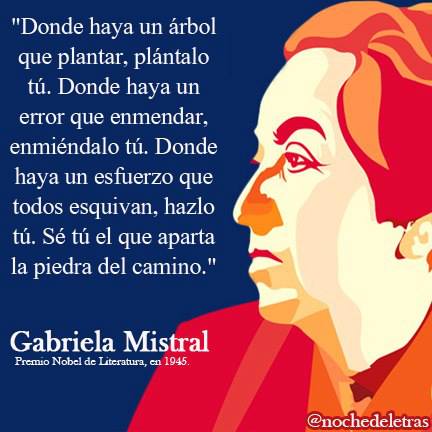 "Donde haya un árbol
que plantar, plántalo
tú. Donde haya un
error que enmendar,
enmiéndalo tú. Donde
haya un esfuerzo que
todos esquivan, hazlo
tú. Sé tú el que aparta
la piedra del camino."
Gabriela Mistral
Premio Nobel de Literatura, en 1945.
@nochedeletras